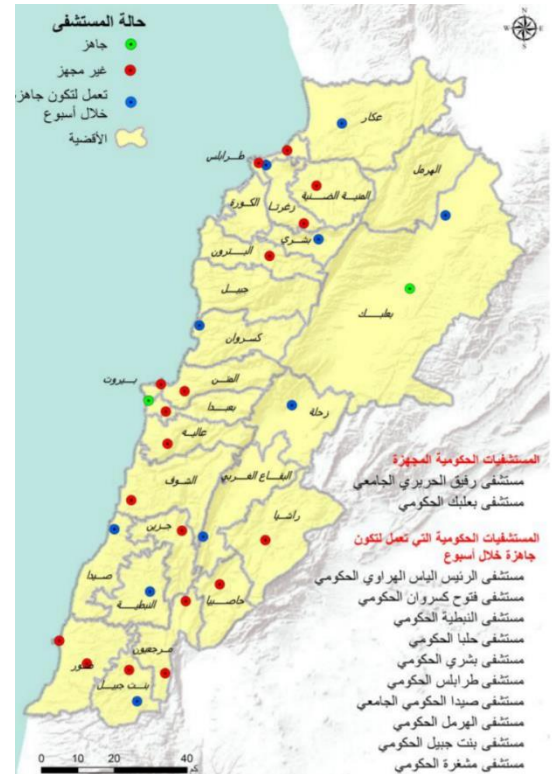 حالة المستشفى
جاهز
غير مجهز
تعمل لتكون جاهزة
خلال أسبوع
الأقضية
N
W E
S
عكار
طرابلس
الهرمل
المنية الضنية
زغرتا
الكورة
بشري
البترون
جبيل
بعلبك
كسروان
المتن
بيروت
بعبدا
زحلة
عالية
الشوف
البقاع الغربي
راشيا
جزين
صيدا
النبطية
حاصبيا
مرجعيون
صور
بنت جبيل
المستشفيات الحكومية المجهزة
مستشفى رفيق الحريري الجامعي
مستشفى بعلبك الحكومي
المستشفيات الحكومية التي تعمل لتكون
جاهزة خلال أسبوع
مستشفى الرئيس الياس الهراوي الحكومي
مستشفى فتوح كسروان الحكومي
مستشفى النبطية الحكومي
مستشفى حلبا الحكومي
مستشفى بشري الحكومي
مستشفى طرابلس الحكومي
مستشفى صيدا الحكومي الجامعي
مستشفى الهرمل الحكومي
مستشفى بنت جبيل الحكومي
مستشفى مشغرة الحكومي
0 10 20 40
كم